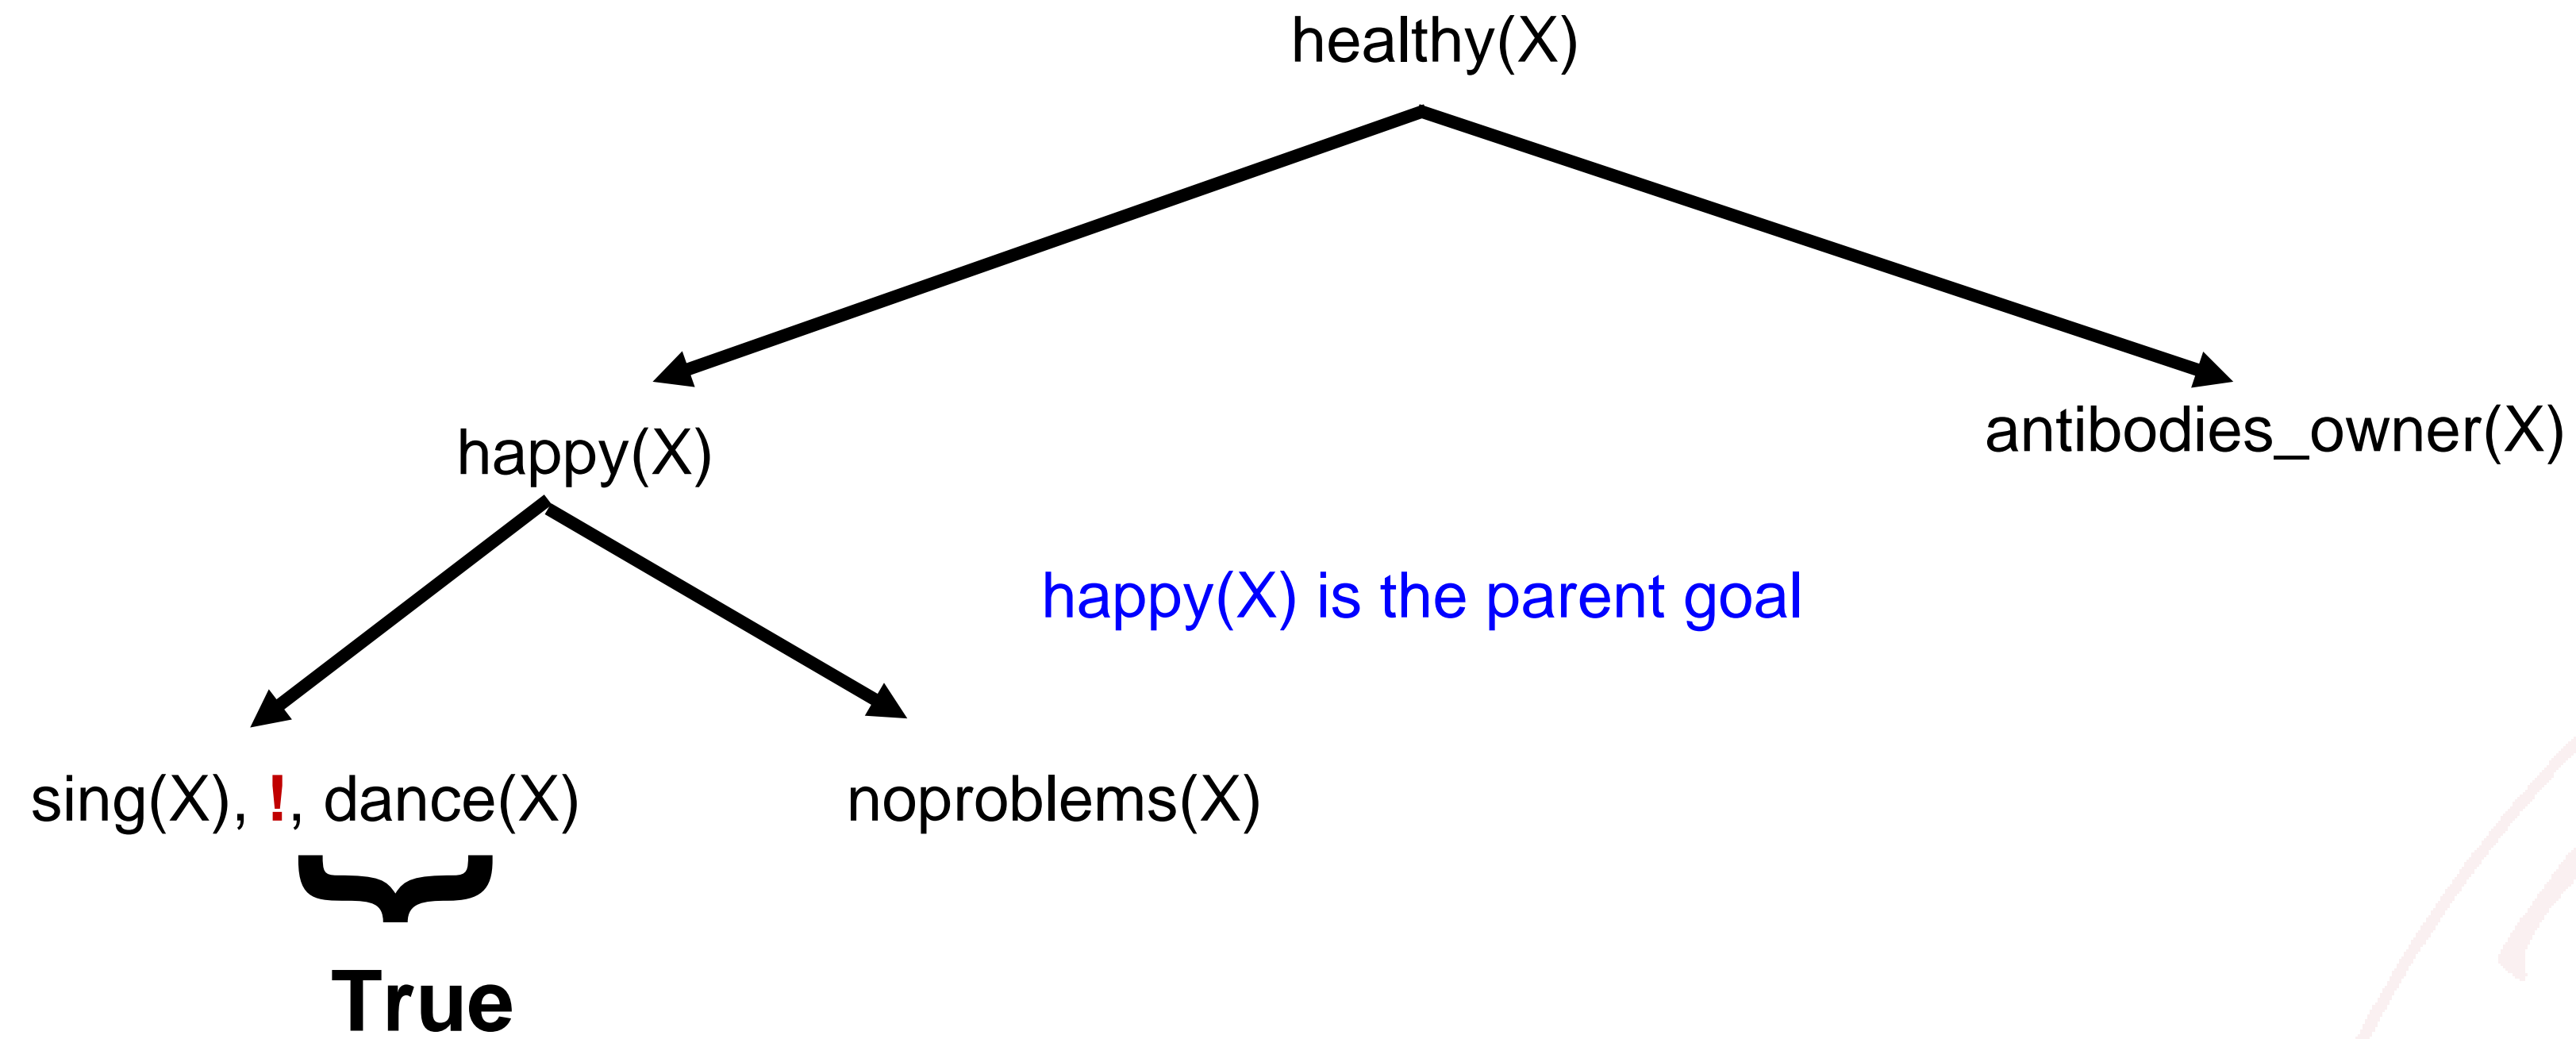 healthy(X)
happy(X)
antibodies_owner(X)
happy(X) is the parent goal
sing(X), !, dance(X)
noproblems(X)
True